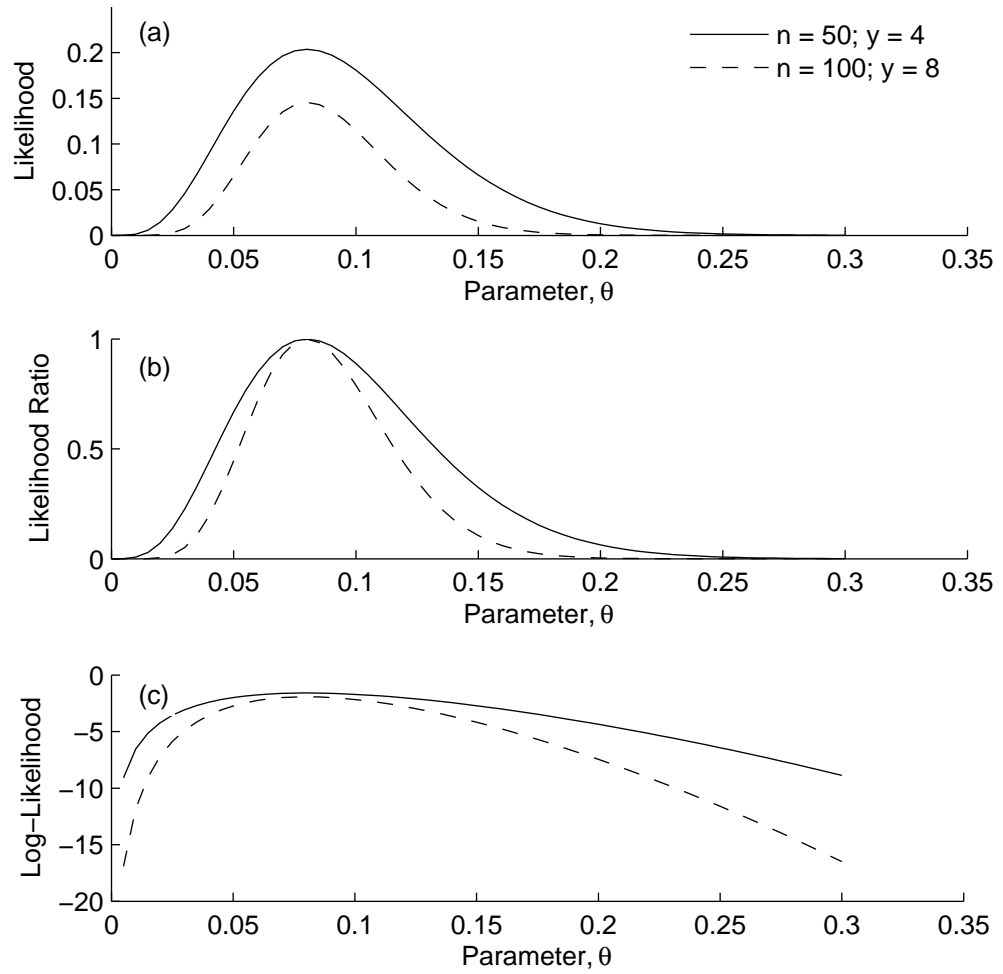 (a)
n = 50; y = 4
n = 100; y = 8
Likelihood
0.2
0.15
0.1
0.05
0
0 0.05 0.1 0.15 0.2 0.25 0.3 0.35
Parameter, θ
(b)
Likelihood Ratio
1
0.5
0
0 0.05 0.1 0.15 0.2 0.25 0.3 0.35
Parameter, θ
(c)
Log−Likelihood
0
−5
−10
−15
−20
0 0.05 0.1 0.15 0.2 0.25 0.3 0.35
Parameter, θ